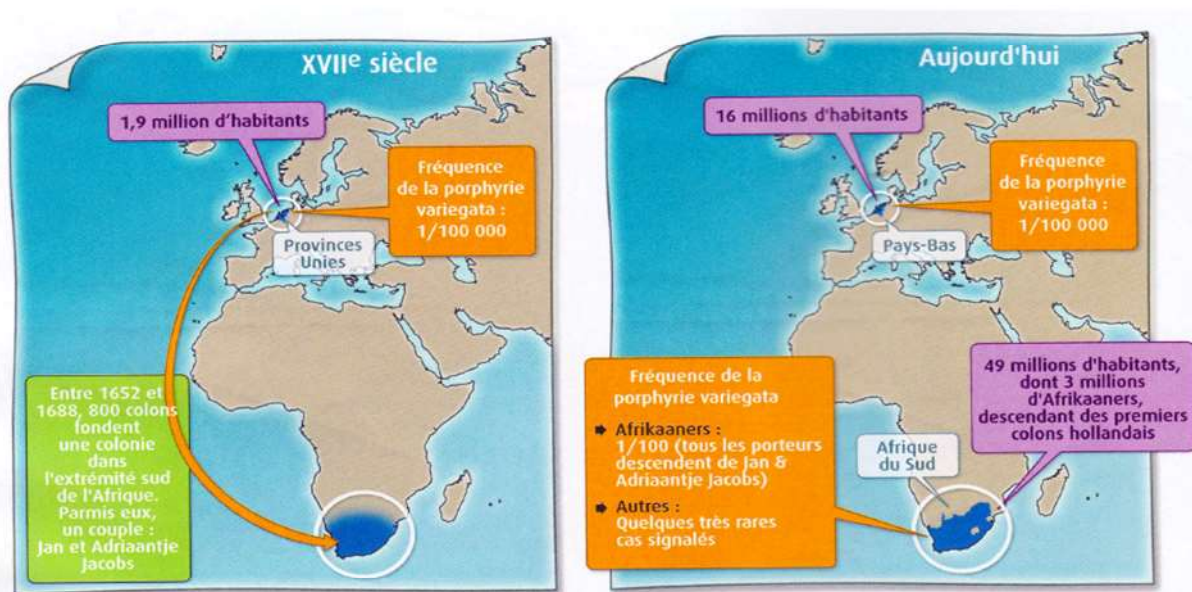 XVIIe siècle
1,9 million d'habitants
Fréquence
de la porphyrie
variegata :
1/100 000
Provinces
Unies
Entre 1652 et
1688, 800 colons
fondent
une colonie
dans
l'extrémité sud
de l'Afrique.
Parmi eux,
un couple :
Jan et Adriaantje
Jacobs
Aujourd'hui
16 millions d'habitants
Fréquence
de la porphyrie
variegata :
1/100 000
Pays-Bas
Fréquence de la
porphyrie variegata
Afrikaaners :
1/100 (tous les porteurs
descendent de Jan &
Adriaantje Jacobs)
Autres :
Quelques très rares
cas signalés
49 millions d'habitants,
dont 3 millions
d'Afrikaaners,
descendant des premiers
colons hollandais
Afrique
du Sud